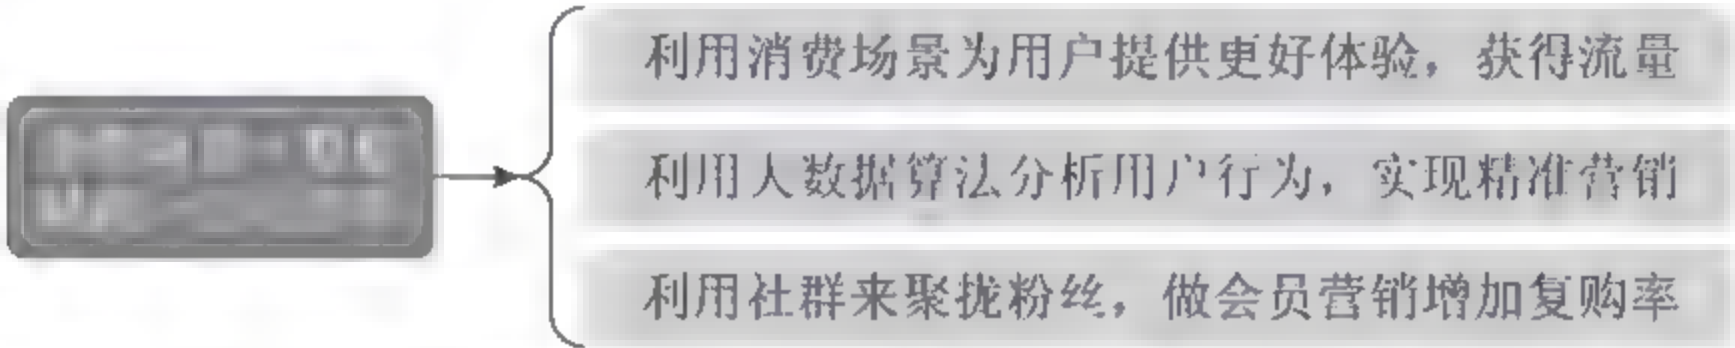 利用消费场景为用户提供更好体验，获得流量
利用人数据算法分析用户行为，实现精准营销
利用社群来聚拢粉丝，做会员营销增加复购率